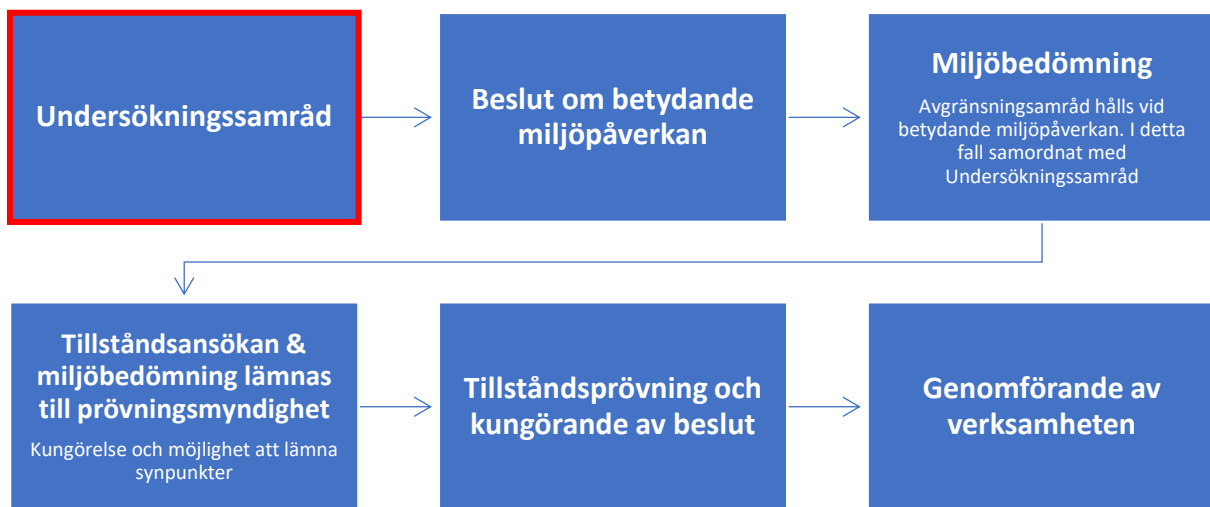 Undersökningssamråd
Beslut om betydande
miljöpåverkan
Miljöbedömning
Avgränsningsamråd hålls vid
betydande miljöpåverkan. I detta
fall samordnat med
Undersökningssamråd
Tillståndsansökan &
miljöbedömning lämnas
till prövningsmyndighet
Kungörelse och möjlighet att lämna
synpunkter
Tillståndsprövning och
kungörande av beslut
Genomförande av
verksamheten